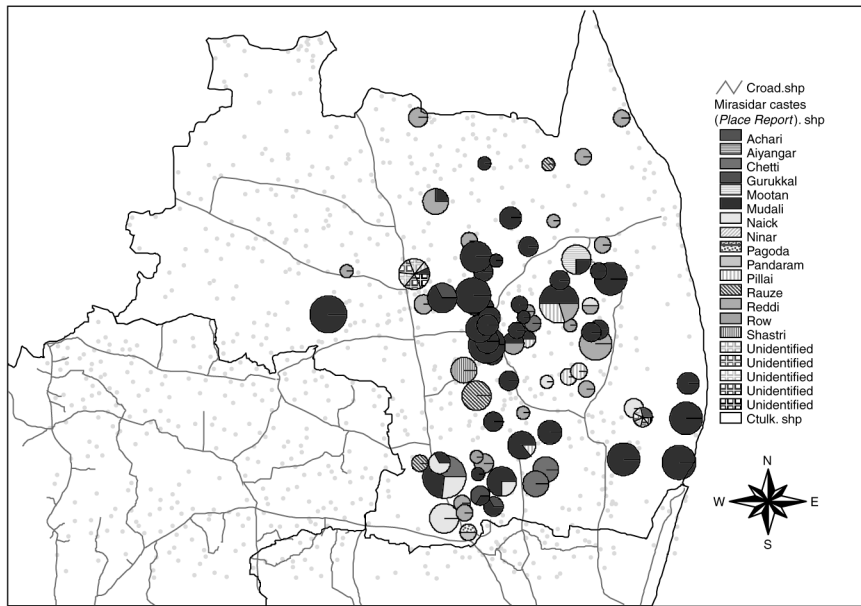 Croad.shp
Mirasidar castes
(Place Report). shp
Achari
Aiyangar
Chetti
Gurukkal
Mootan
Mudali
Naick
Ninar
Pagoda
Pandaram
Pillai
Rauze
Reddi
Row
Shastri
Unidentified
Unidentified
Unidentified
Unidentified
Unidentified
Ctulk. shp
N
W E
S